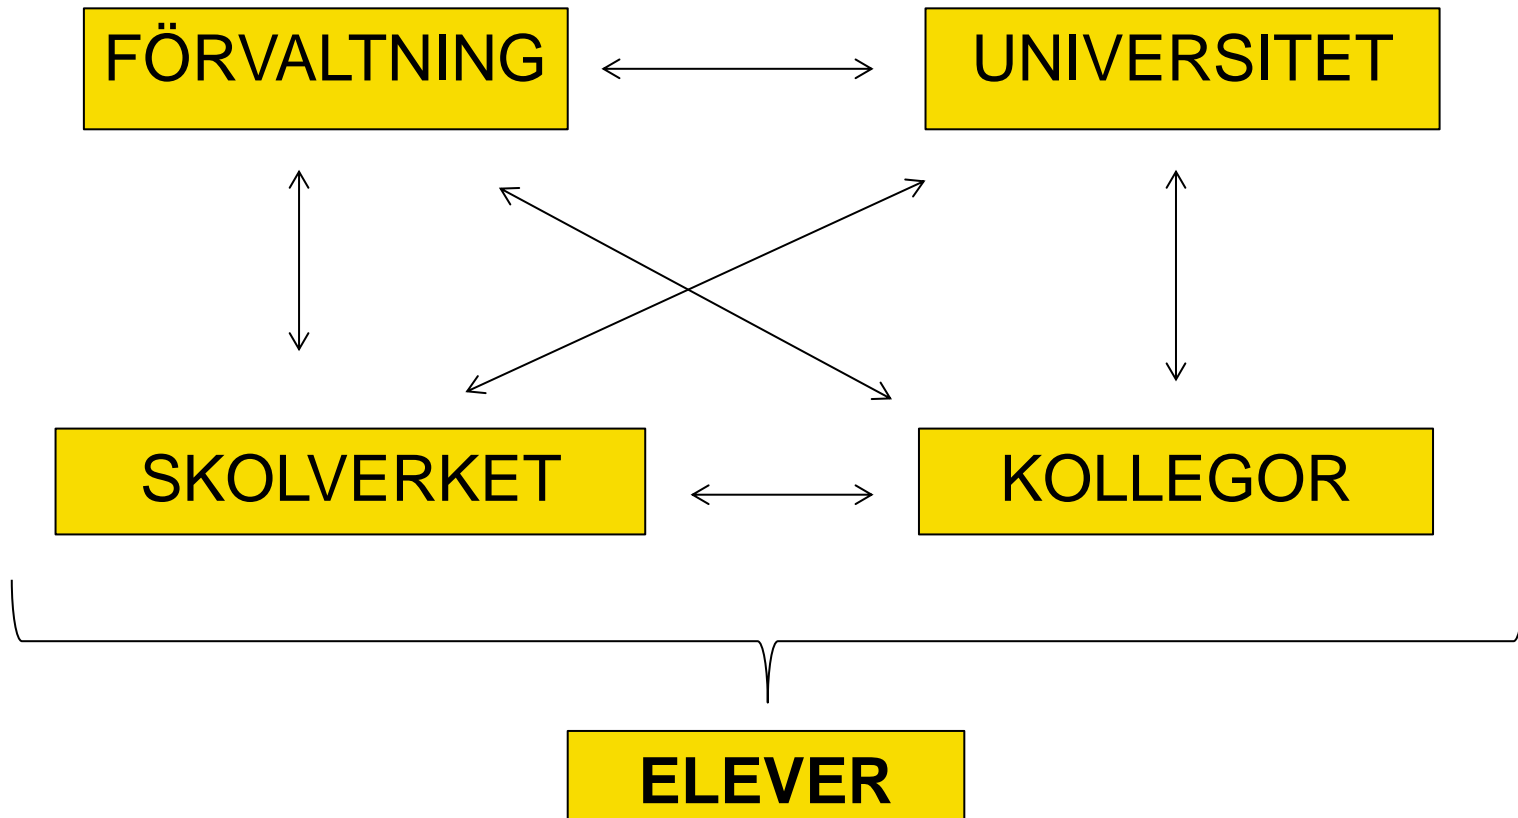 FÖRVALTNING
UNIVERSITET
SKOLVERKET
KOLLEGOR
ELEVER